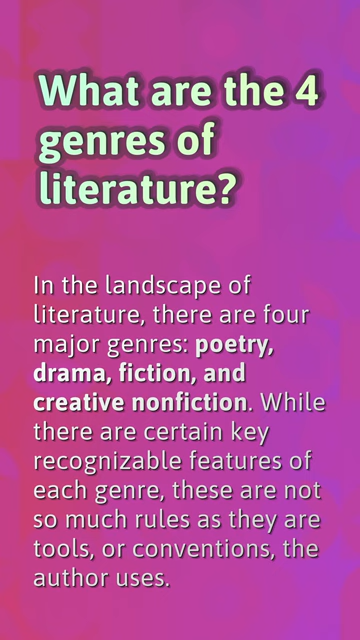 What are the 4
genres of
literature?
In the landscape of
literature, there are four
major genres: poetry,
drama, fiction, and
creative nonfiction. While
there are certain key
recognizable features of
each genre, these are not
so much rules as they are
tools, or conventions, the
author uses.